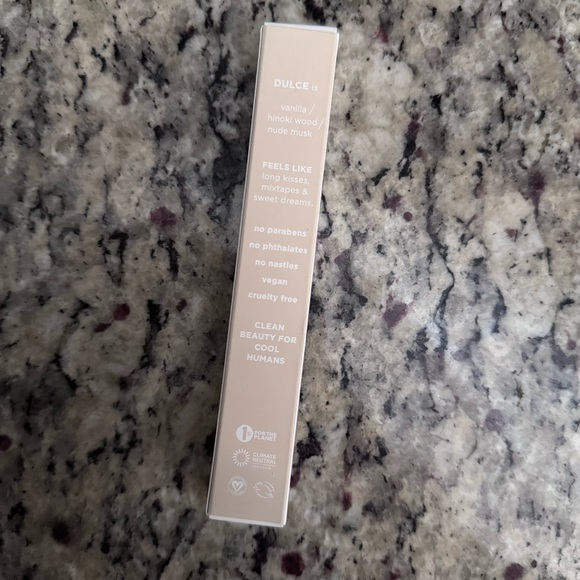 DULCE is
vanilla /
hinoki wood /
nude musk
FEELS LIKE
long kisses,
mixtapes &
sweet dreams.
no parabens
no phthalates
no nasties
vegan
cruelty free
CLEAN
BEAUTY FOR
COOL
HUMANS
FOR THE
PLANET
CLIMATE
NEUTRAL